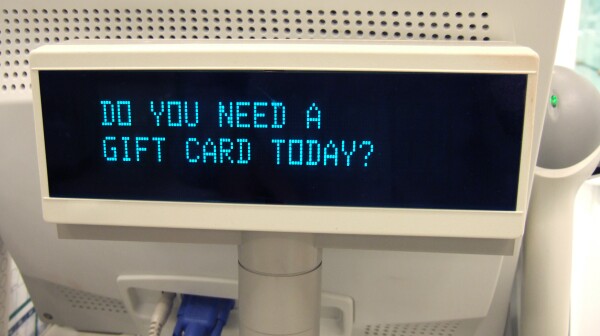 DO YOU NEED A
GIFT CARD TODAY?